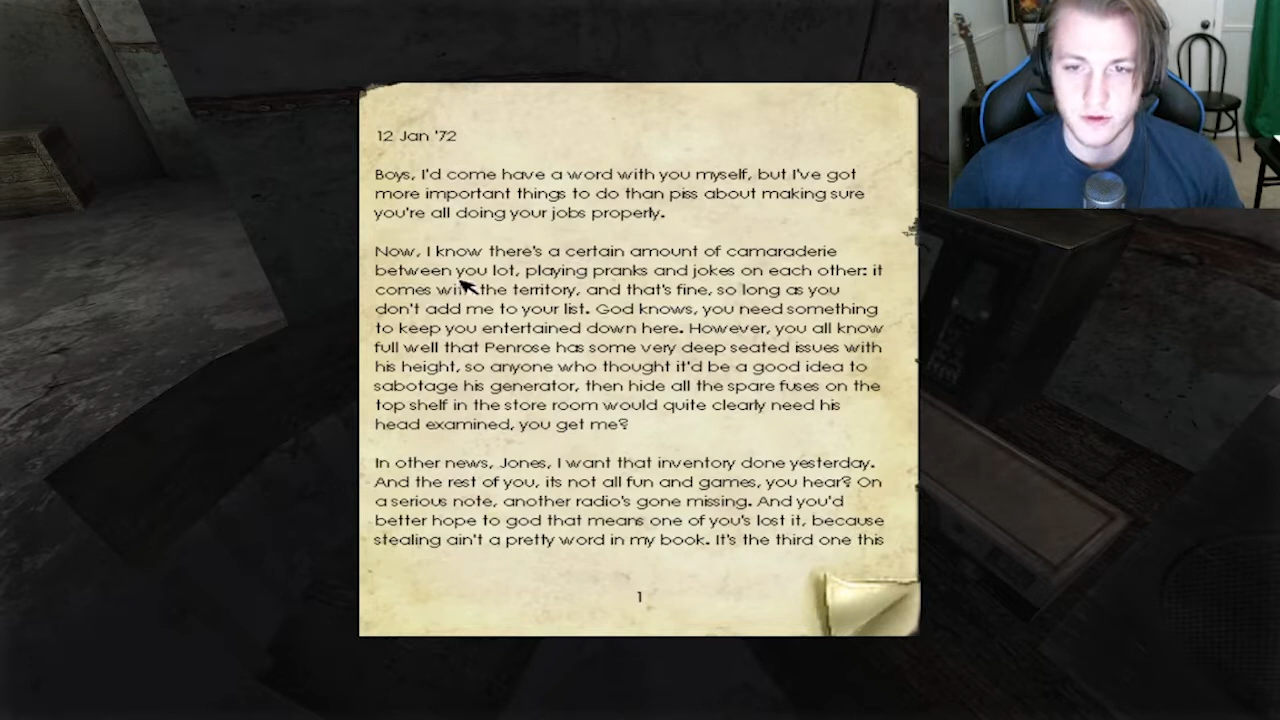 12 Jan '72
Boys, I'd come have a word with you myself, but I've got
more important things to do than piss about making sure
you're all doing your jobs properly.
Now, I know there's a certain amount of camaraderie
between you lot, playing pranks and jokes on each other: it
comes with the territory, and that's fine, so long as you
don't add me to your list. God knows, you need something
to keep you entertained down here. However, you all know
full well that Penrose has some very deep seated issues with
his height, so anyone who thought it'd be a good idea to
sabotage his generator, then hide all the spare fuses on the
top shelf in the store room would quite clearly need his
head examined, you get me?
In other news, Jones, I want that inventory done yesterday.
And the rest of you, its not all fun and games, you hear? On
a serious note, another radio's gone missing. And you'd
better hope to god that means one of you's lost it, because
stealing ain't a pretty word in my book. It's the third one this
1